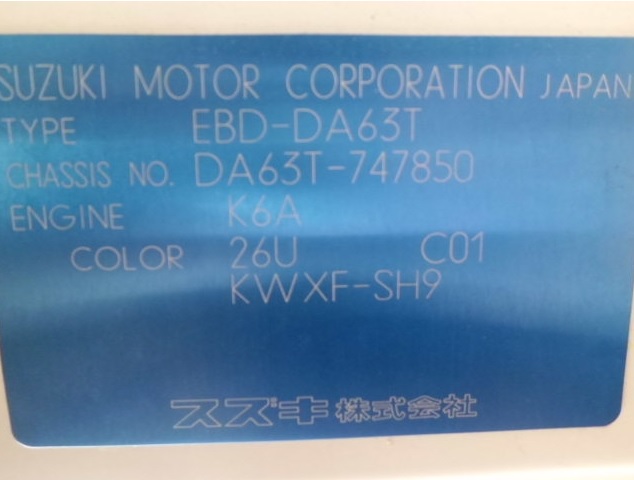 SUZUKI MOTOR CORPORATION JAPAN
TYPE EBD-DA63T
CHASSIS NO. DA63T-747850
ENGINE K6A
COLOR 26U C01
KWXF-SH9
スズキ株式会社